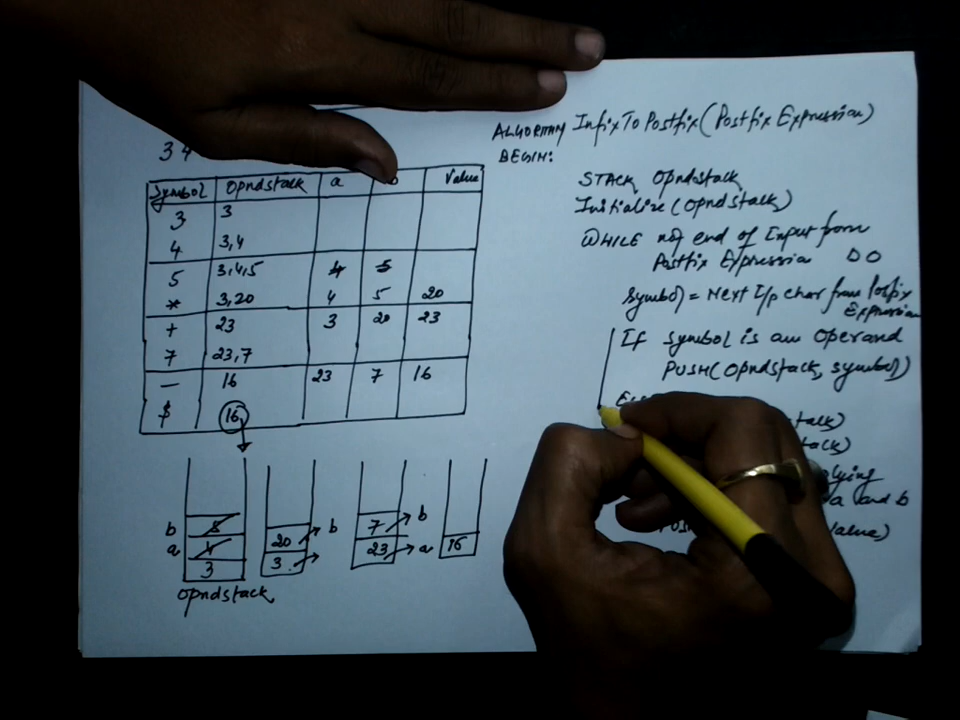 3 4
Symbol Opndstack a b Value
3 3
4 3,4
5 3,4,5 4 5
* 3,20 4 5 20
+ 23 3 20 23
7 23,7
- 16 23 7 16
$ 16
b 5
a 4
3
opndstack
20 b
3
7 b
23 a
16
ALGORITHM InfixToPostfix(Postfix Expression)
BEGIN:
STACK Opndstack
Initialize(Opndstack)
WHILE not end of Input from
Postfix Expression DO
Symbol = Next I/p char from Postfix
Expression
If symbol is an operand
PUSH(Opndstack, symbol)
a and b